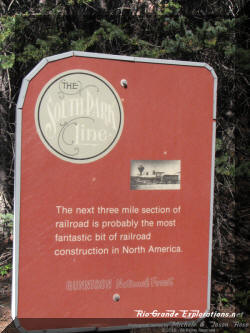 THE
SOUTH PARK
Line
The next three mile section of
railroad is probably the most
fantastic bit of railroad
construction in North America.
GUNNISON National Forest
Rio Grande Explorations.n